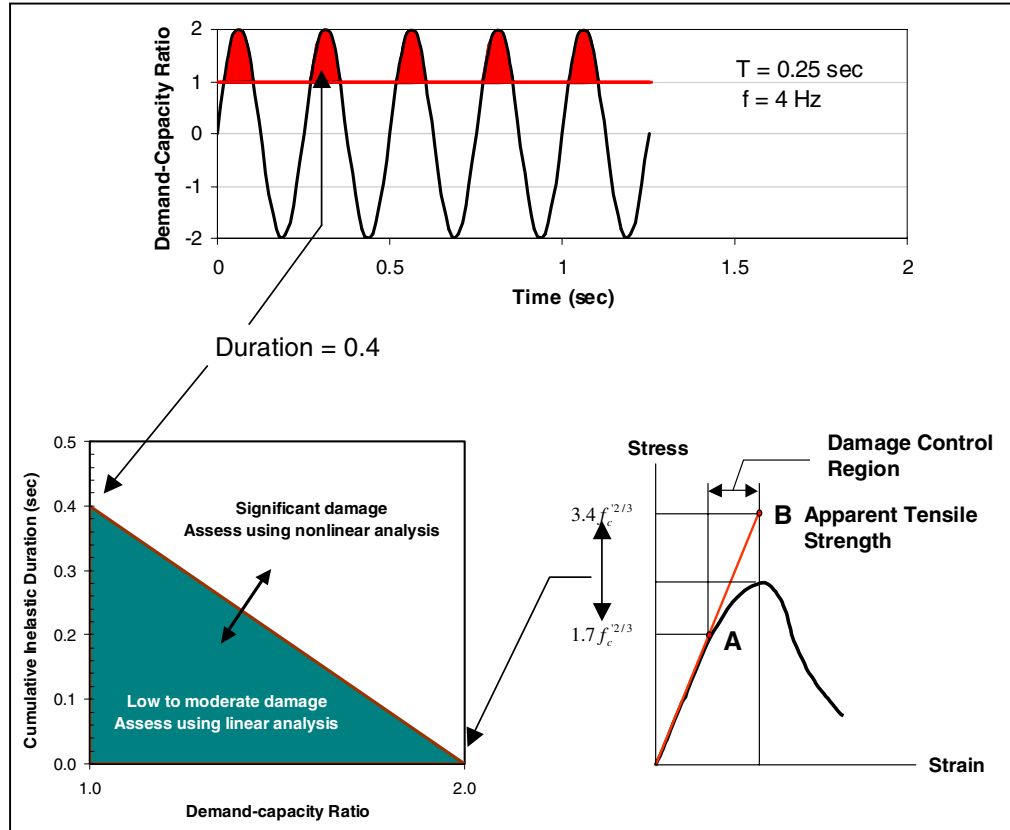 2
1
0
-1
-2
Demand-Capacity Ratio
T = 0.25 sec
f = 4 Hz
0
0.5
1
1.5
2
Time (sec)
Duration = 0.4
0.5
0.4
0.3
0.2
0.1
0.0
Cumulative Inelastic Duration (sec)
Significant damage
Assess using nonlinear analysis
Low to moderate damage
Assess using linear analysis
1.0
2.0
Demand-capacity Ratio
Stress
Damage Control
Region
3.4 f_c'^2/3
B Apparent Tensile
Strength
1.7 f_c'^2/3
A
Strain